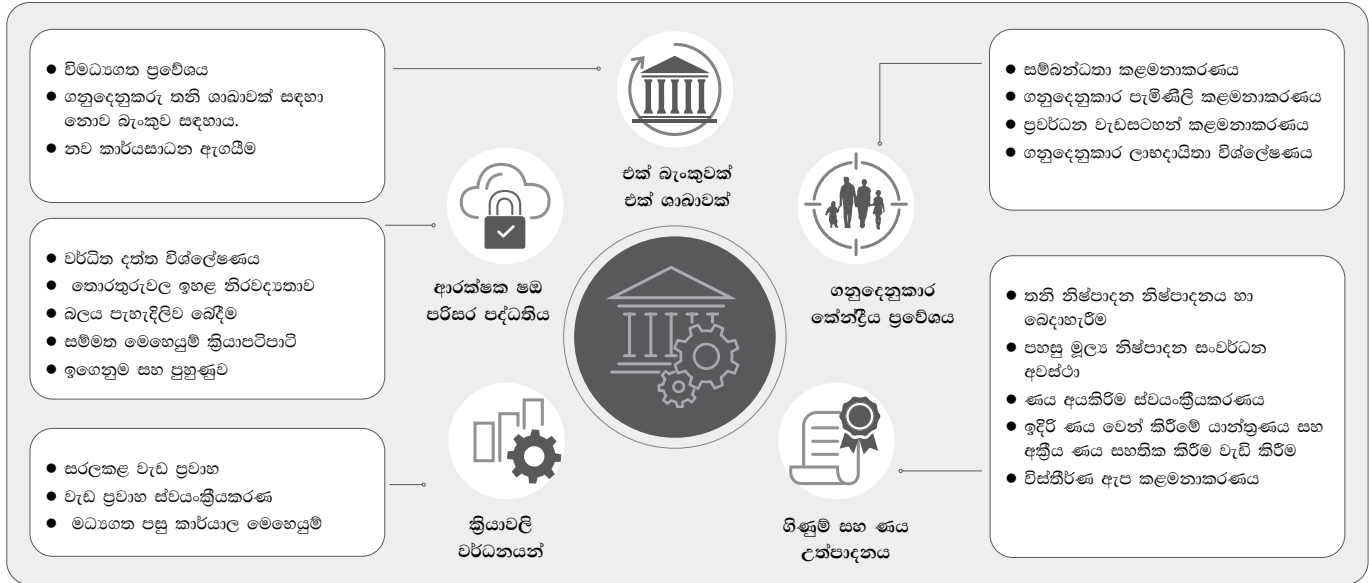 ● විමධ්‍යගත ප්‍රවේශය
● ගනුදෙනුකරු තනි ශාඛාවක් සඳහා
නොව බැංකුව සඳහාය.
● නව කාර්යසාධන ඇගයීම
එක් බැංකුවක්
එක් ශාඛාවක්
● සම්බන්ධතා කළමනාකරණය
● ගනුදෙනුකාර පැමිණිලි කළමනාකරණය
● ප්‍රවර්ධන වැඩසටහන් කළමනාකරණය
● ගනුදෙනුකාර ලාභදායිතා විශ්ලේෂණය
● වර්ධිත දත්ත විශ්ලේෂණය
● තොරතුරුවල ඉහළ නිරවද්‍යතාව
● බලය පැහැදිලිව බෙදීම
● සම්මත මෙහෙයුම් ක්‍රියාපටිපාටි
● ඉගෙනුම සහ පුහුණුව
ආරක්ෂක ෂඔ
පරිසර පද්ධතිය
ගනුදෙනුකාර
කේන්ද්‍රීය ප්‍රවේශය
● තනි නිෂ්පාදන නිෂ්පාදනය හා
බෙදාහැරීම
● පහසු මූල්‍ය නිෂ්පාදන සංවර්ධන
අවස්ථා
● ණය අයකිරිම ස්වයංක්‍රීයකරණය
● ඉදිරි ණය වෙන් කිරීමේ යාන්ත්‍රණය සහ
අක්‍රීය ණය සහතික කිරීම වැඩි කිරීම
● විස්තීර්ණ ඇප කළමනාකරණය
● සරලකළ වැඩ ප්‍රවාහ
● වැඩ ප්‍රවාහ ස්වයංක්‍රීයකරණ
● මධ්‍යගත පසු කාර්යාල මෙහෙයුම්
ක්‍රියාවලි
වර්ධනයන්
ගිණුම් සහ ණය
උත්පාදනය